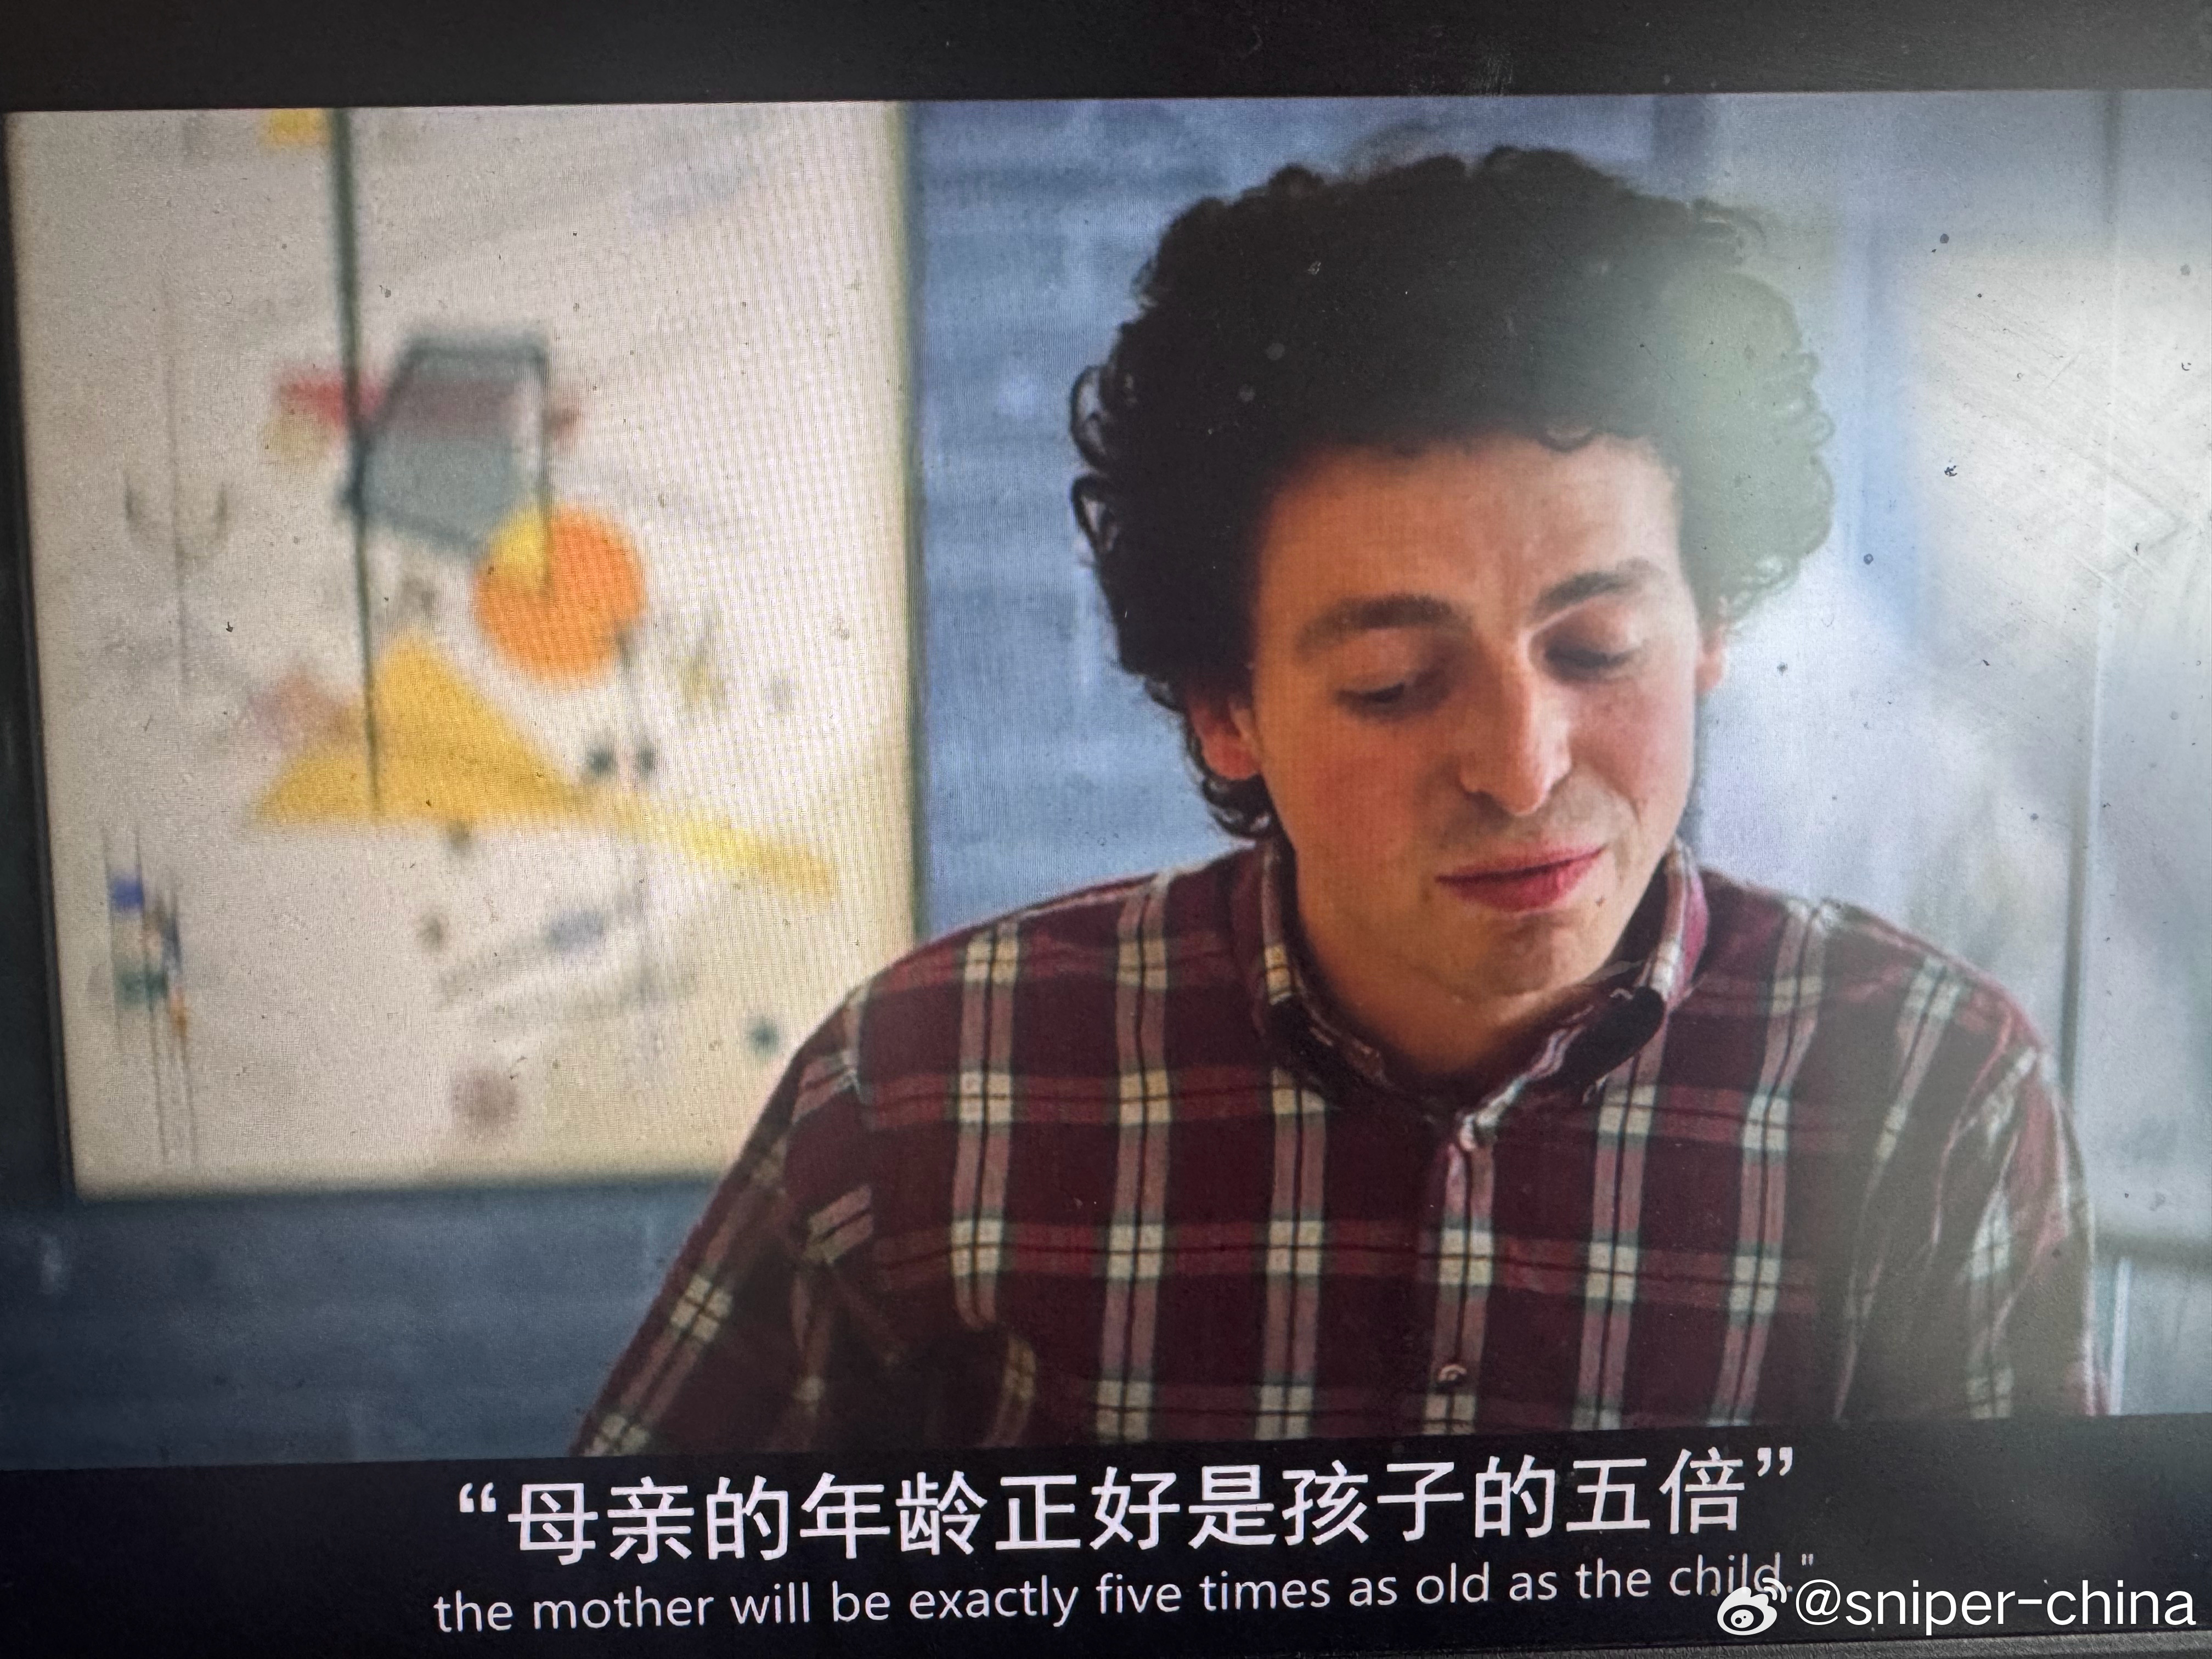 “母亲的年龄正好是孩子的五倍”
the mother will be exactly five times as old as the child."
@sniper-china